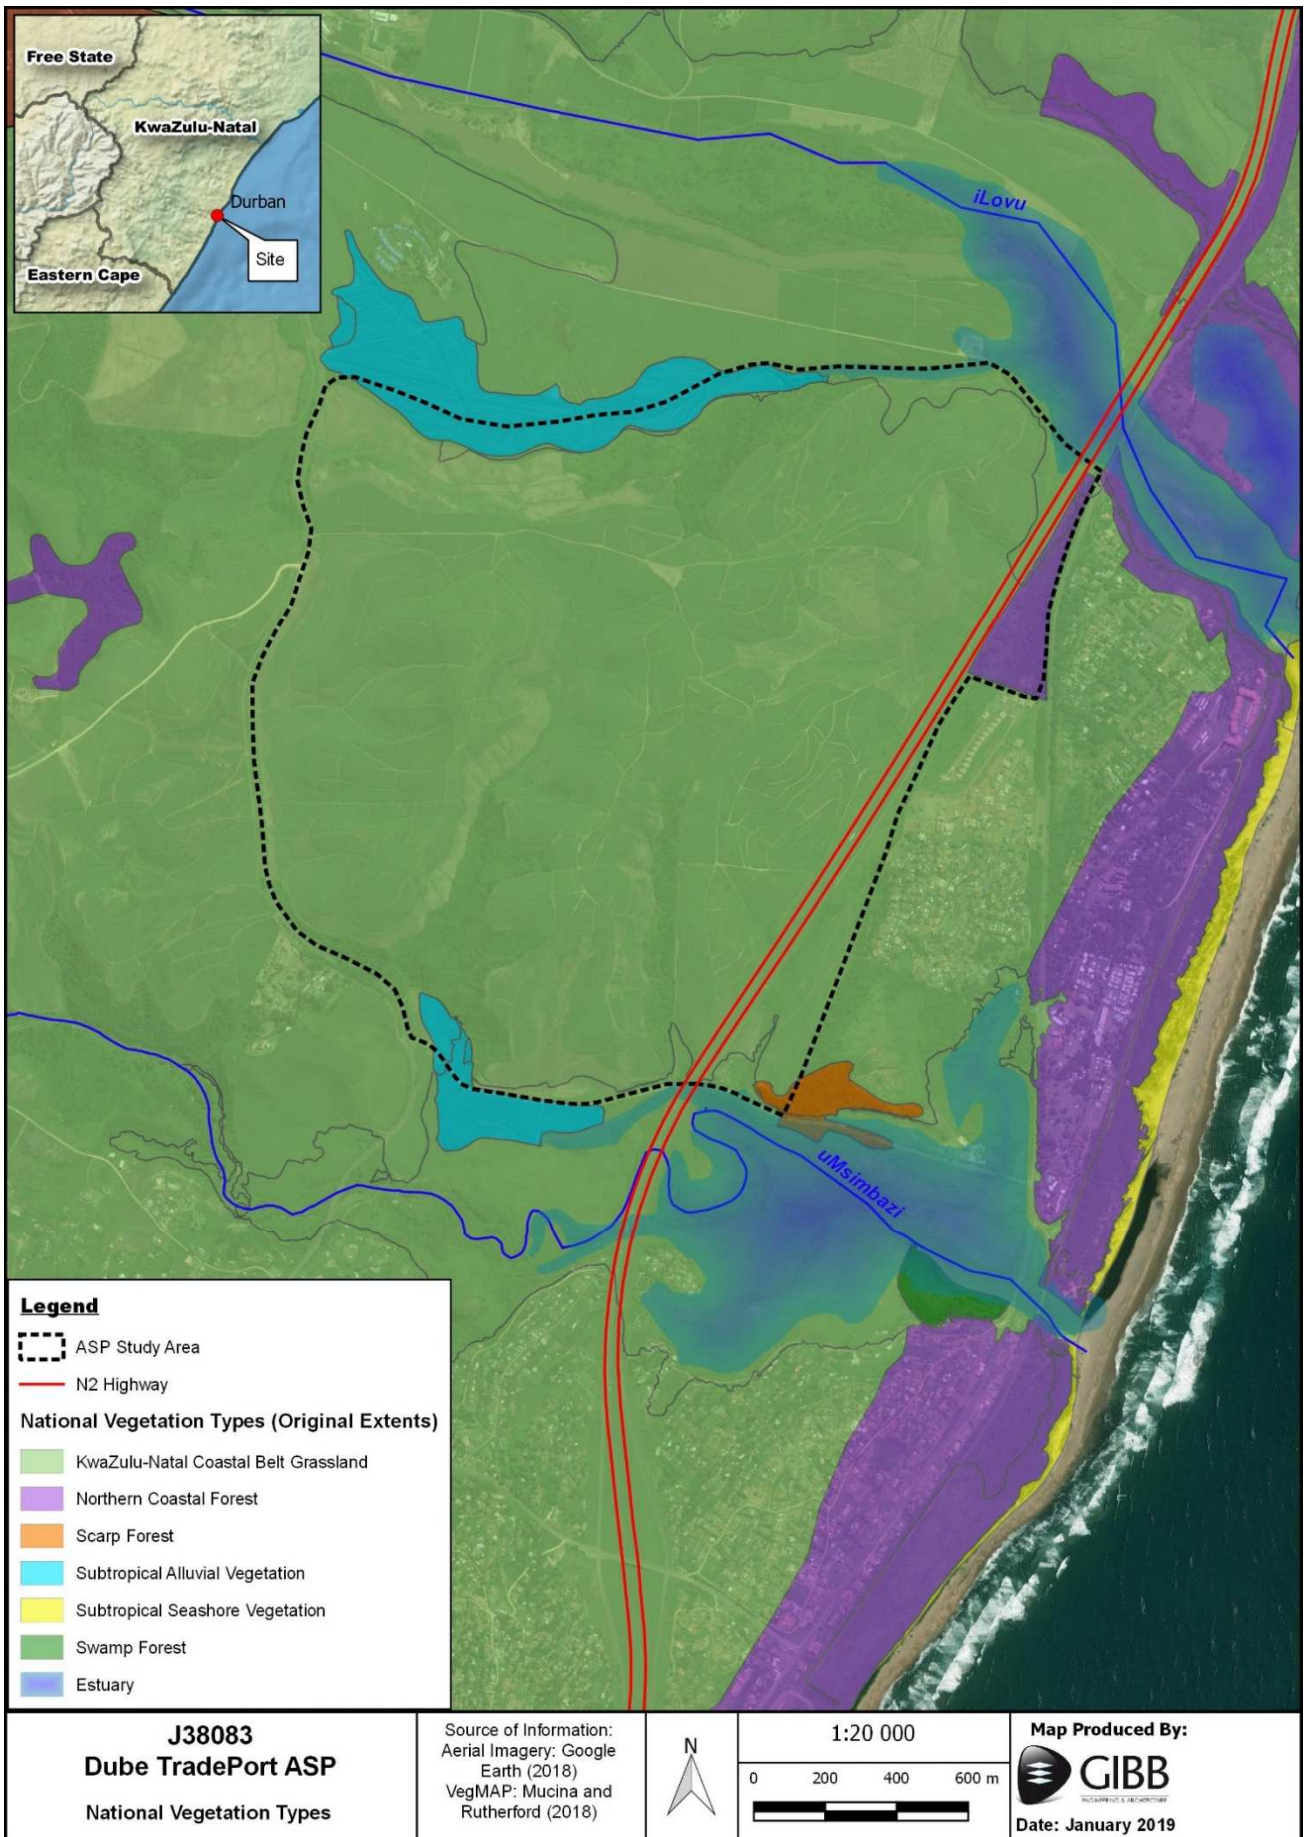 Free State
KwaZulu-Natal
Durban
Site
Eastern Cape
iLovu
uMsimbazi
Legend
ASP Study Area
N2 Highway
National Vegetation Types (Original Extents)
KwaZulu-Natal Coastal Belt Grassland
Northern Coastal Forest
Scarp Forest
Subtropical Alluvial Vegetation
Subtropical Seashore Vegetation
Swamp Forest
Estuary
J38083
Dube TradePort ASP
National Vegetation Types
Source of Information:
Aerial Imagery: Google
Earth (2018)
VegMAP: Mucina and
Rutherford (2018)
N
1:20 000
0 200 400 600 m
Map Produced By:
GIBB
ENGINEERING & ARCHITECTURE
Date: January 2019